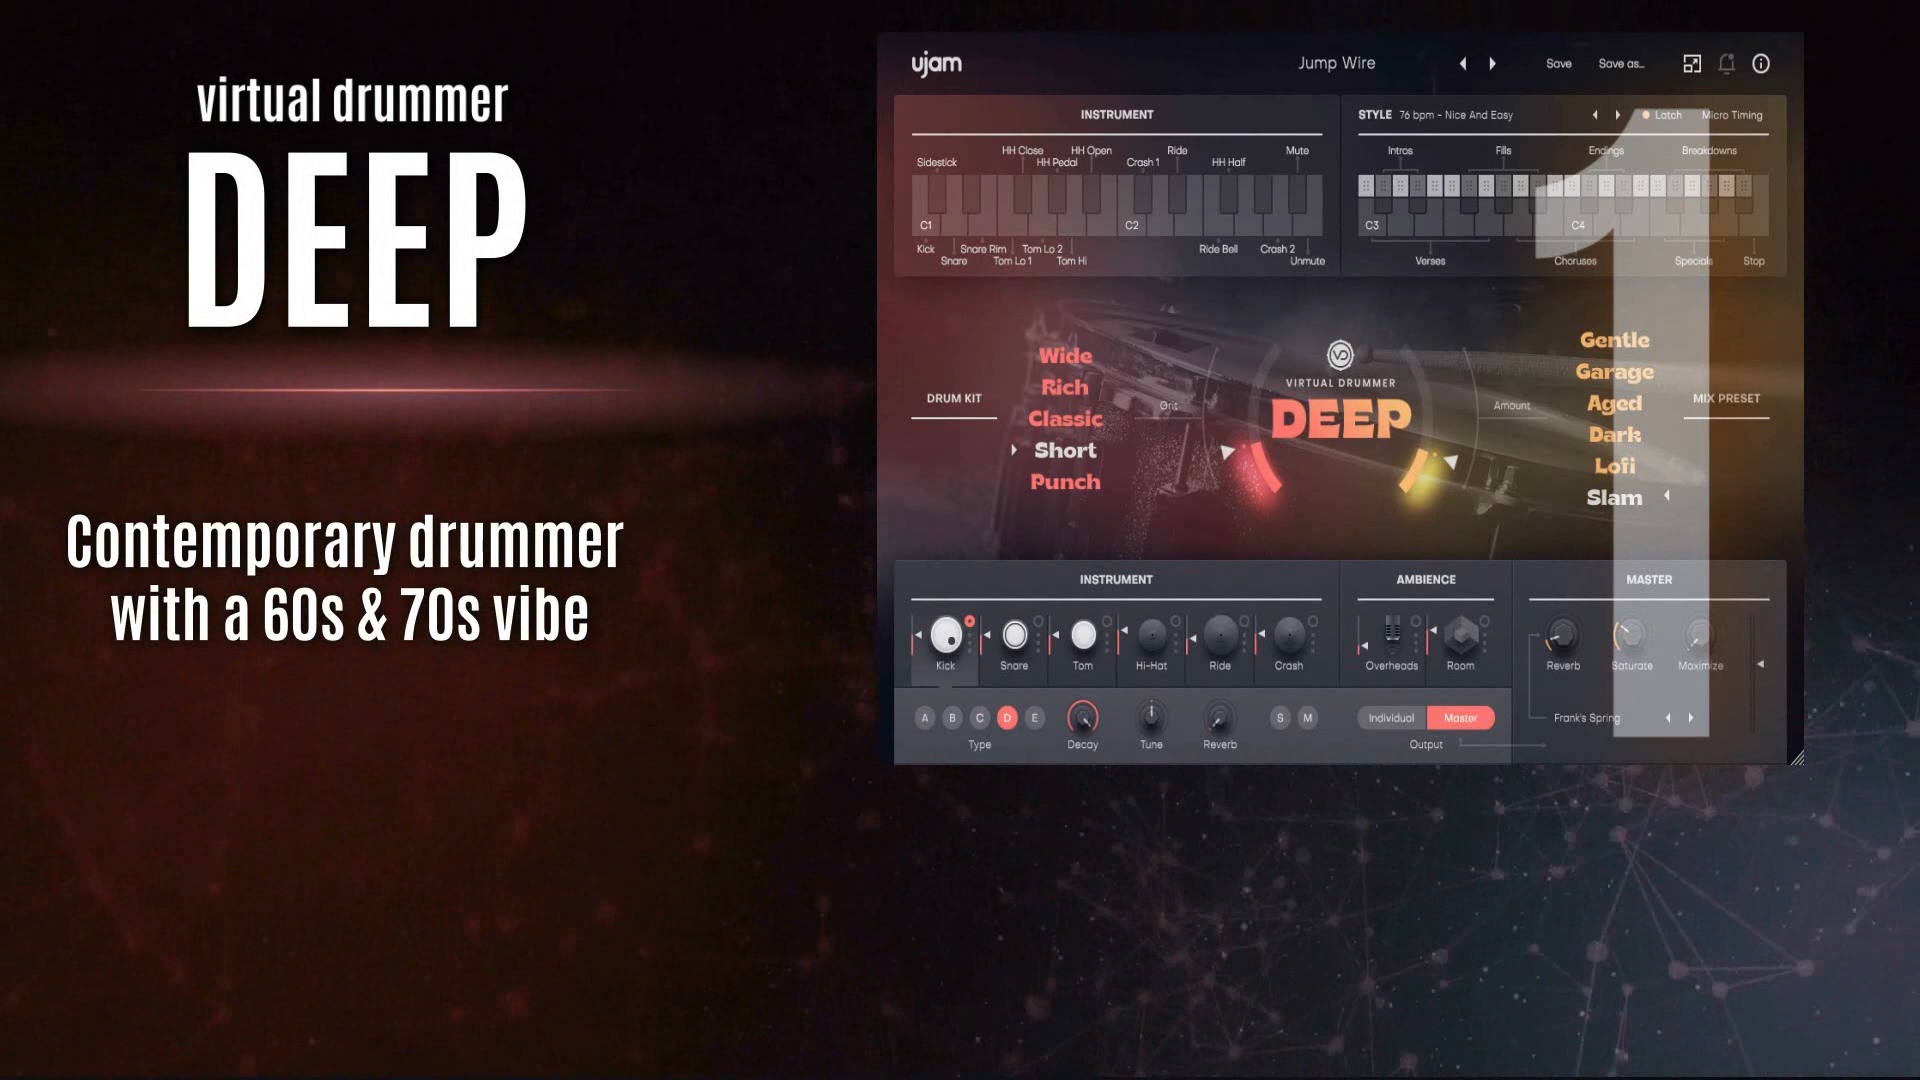 virtual drummer
DEEP
Contemporary drummer
with a 60s & 70s vibe
ujam
Jump Wire
Save
Save as...
INSTRUMENT
HH Close
HH Open
Ride
Mute
Sidestick
HH Pedal
Crash 1
HH Half
C1
C2
Kick
Snare Rim
Tom Lo 2
Ride Bell
Crash 2
Snare
Tom Lo 1
Tom Hi
Unmute
STYLE 76 bpm - Nice And Easy
Latch
Micro Timing
Intros
Fills
Endings
Breakdowns
C3
C4
Verses
Choruses
Specials
Stop
1
DRUM KIT
Wide
Rich
Classic
Short
Punch
Grit
VD
VIRTUAL DRUMMER
DEEP
Amount
Gentle
Garage
Aged
Dark
Lofi
Slam
MIX PRESET
INSTRUMENT
Kick
Snare
Tom
Hi-Hat
Ride
Crash
A B C D E
Type
Decay
Tune
Reverb
S M
AMBIENCE
Overheads
Room
Individual
Master
Output
MASTER
Reverb
Saturate
Maximize
Frank's Spring